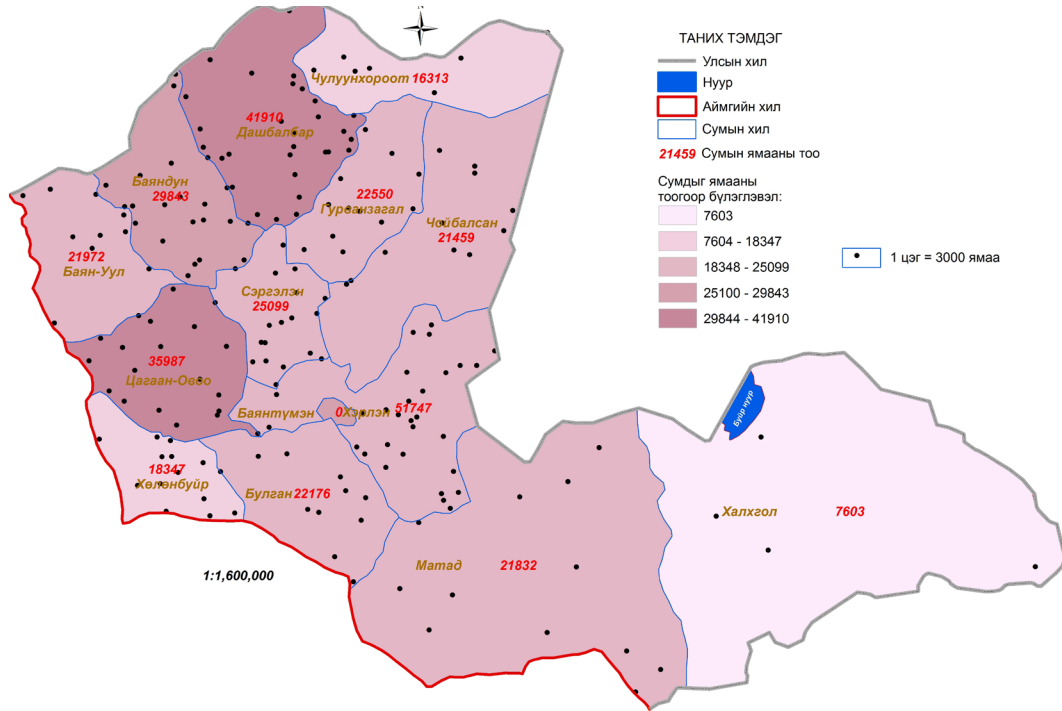 ТАНИХ ТЭМДЭГ
Улсын хил
Нуур
Аймгийн хил
Сумын хил
21459 Сумын ямааны тоо
Сумдыг ямааны
тоогоор бүлэглэвэл:
7603
7604 - 18347
18348 - 25099
25100 - 29843
29844 - 41910
1 цэг = 3000 ямаа
Чулуунхороот 16313
41910
Дашбалбар
Баяндун
29843
22550
Гурванзагал
Чойбалсан
21459
21972
Баян-Уул
Сэргэлэн
25099
35987
Цагаан-Овоо
Баянтүмэн
0 Хэрлэн 51747
Буйр нуур
18347
Хөлөнбуйр
Булган 22176
Халхгол 7603
Матад 21832
1:1,600,000